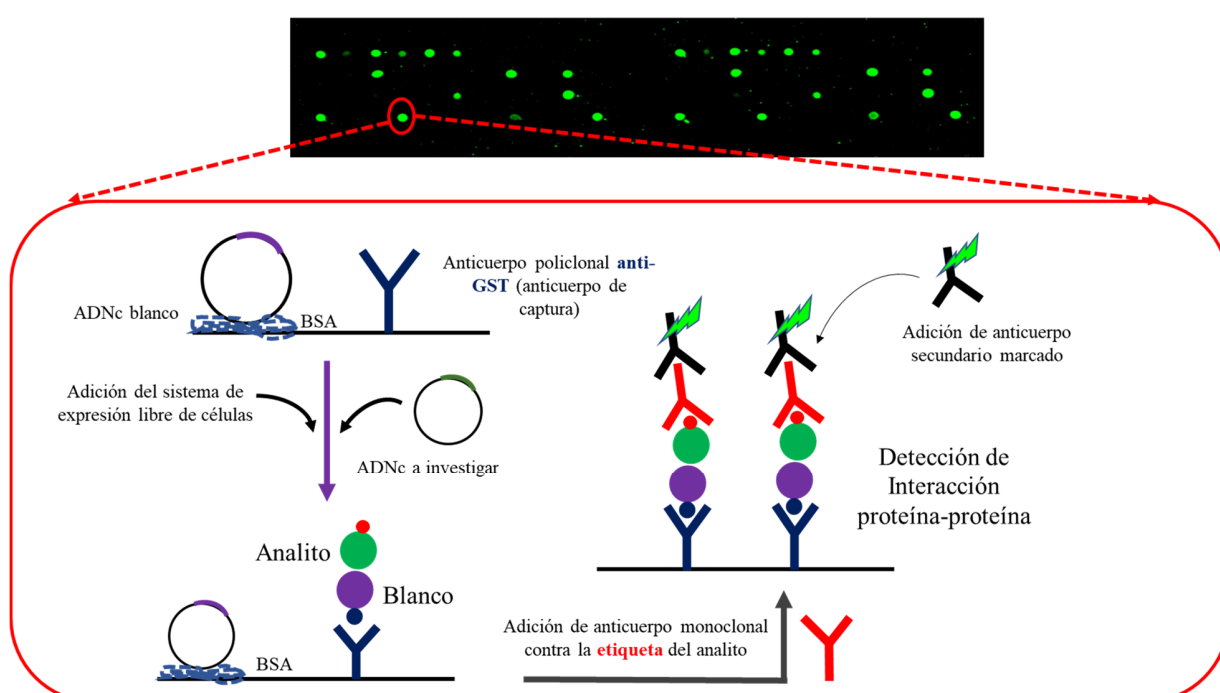 ADNc blanco
BSA
Anticuerpo policlonal anti-
GST (anticuerpo de
captura)
Adición de anticuerpo
secundario marcado
Adición del sistema de
expresión libre de células
ADNc a investigar
Detección de
Interacción
proteína-proteína
Analito
Blanco
BSA
Adición de anticuerpo monoclonal
contra la etiqueta del analito